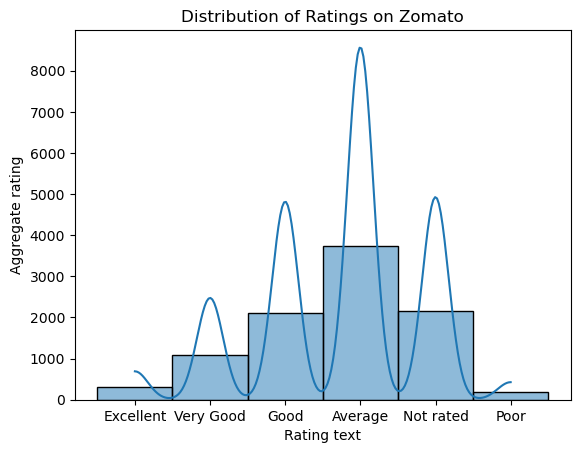 Distribution of Ratings on Zomato
Aggregate rating
8000
7000
6000
5000
4000
3000
2000
1000
0
Excellent Very Good Good Average Not rated Poor
Rating text